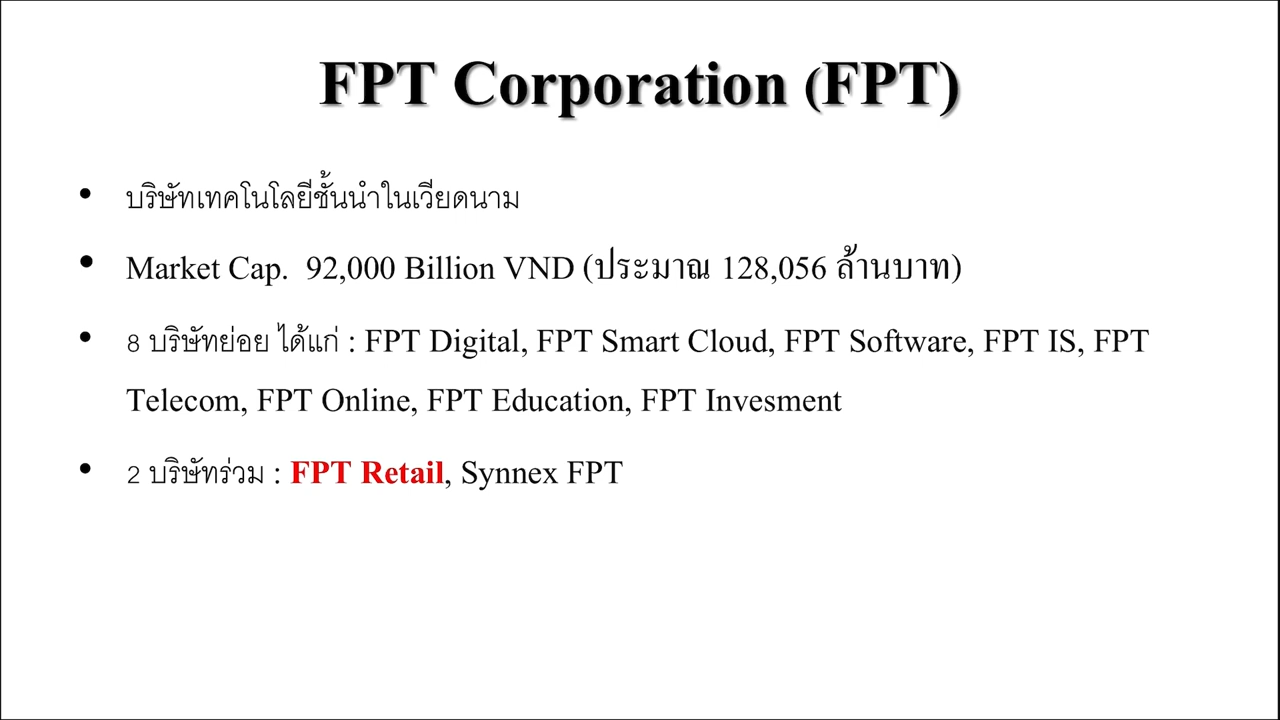 FPT Corporation (FPT)
• บริษัทเทคโนโลยีชั้นนำในเวียดนาม
• Market Cap. 92,000 Billion VND (ประมาณ 128,056 ล้านบาท)
• 8 บริษัทย่อย ได้แก่ : FPT Digital, FPT Smart Cloud, FPT Software, FPT IS, FPT
Telecom, FPT Online, FPT Education, FPT Invesment
• 2 บริษัทร่วม : FPT Retail, Synnex FPT